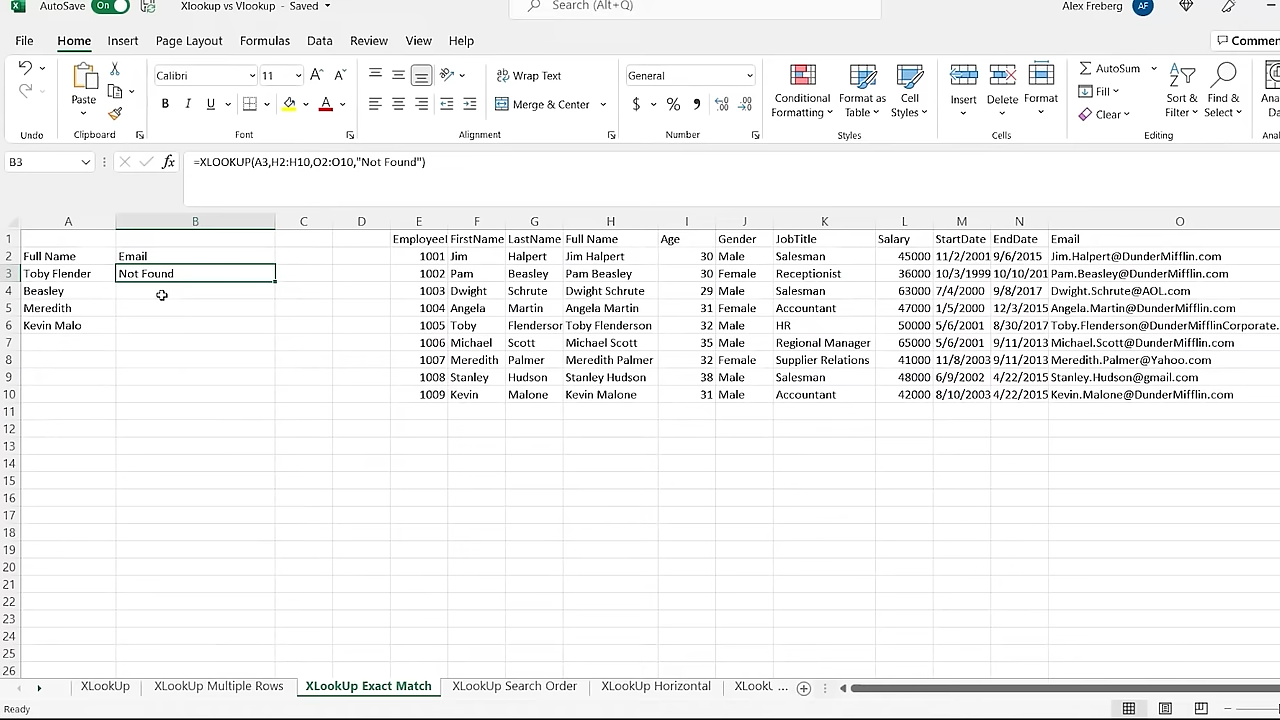 AutoSave On Xlookup vs Vlookup - Saved Search (Alt+Q) Alex Freberg AF
File Home Insert Page Layout Formulas Data Review View Help
Calibri 11 Wrap Text General AutoSum
Paste Merge & Center $ % Conditional Formatting Format as Table Cell Styles Insert Delete Format Fill Clear Sort & Filter Find & Select
Undo Clipboard Font Alignment Number Styles Cells Editing
B3 fx =XLOOKUP(A3,H2:H10,O2:O10,"Not Found")
A B C D E F G H I J K L M N O
1 EmployeeI FirstName LastName Full Name Age Gender JobTitle Salary StartDate EndDate Email
2 Full Name Email 1001 Jim Halpert Jim Halpert 30 Male Salesman 45000 11/2/2001 9/6/2015 Jim.Halpert@DunderMifflin.com
3 Toby Flender Not Found 1002 Pam Beasley Pam Beasley 30 Female Receptionist 36000 10/3/1999 10/10/201 Pam.Beasley@DunderMifflin.com
4 Beasley 1003 Dwight Schrute Dwight Schrute 29 Male Salesman 63000 7/4/2000 9/8/2017 Dwight.Schrute@AOL.com
5 Meredith 1004 Angela Martin Angela Martin 31 Female Accountant 47000 1/5/2000 12/3/2015 Angela.Martin@DunderMifflin.com
6 Kevin Malo 1005 Toby Flenderson Toby Flenderson 32 Male HR 50000 5/6/2001 8/30/2017 Toby.Flenderson@DunderMifflinCorporate.
7 1006 Michael Scott Michael Scott 35 Male Regional Manager 65000 5/6/2001 9/11/2013 Michael.Scott@DunderMifflin.com
8 1007 Meredith Palmer Meredith Palmer 32 Female Supplier Relations 41000 11/8/2003 9/11/2013 Meredith.Palmer@Yahoo.com
9 1008 Stanley Hudson Stanley Hudson 38 Male Salesman 48000 6/9/2002 4/22/2015 Stanley.Hudson@gmail.com
10 1009 Kevin Malone Kevin Malone 31 Male Accountant 42000 8/10/2003 4/22/2015 Kevin.Malone@DunderMifflin.com
11
12
13
14
15
16
17
18
19
20
21
22
23
24
25
26
XLookUp XLookUp Multiple Rows XLookUp Exact Match XLookUp Search Order XLookUp Horizontal XLookU ...
Ready